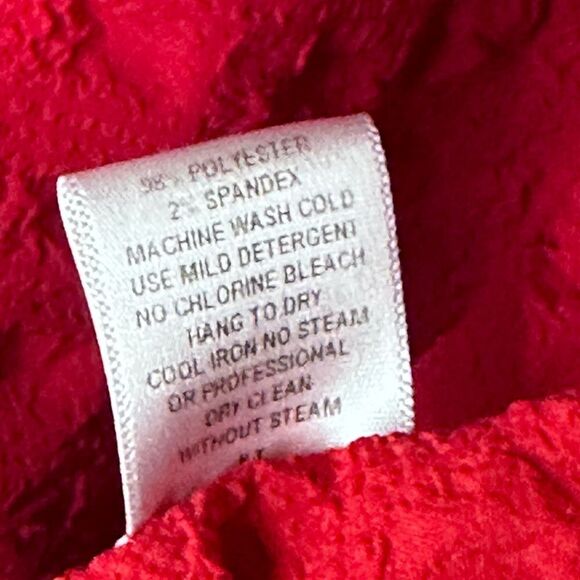 98% POLYESTER
2% SPANDEX
MACHINE WASH COLD
USE MILD DETERGENT
NO CHLORINE BLEACH
HANG TO DRY
COOL IRON NO STEAM
OR PROFESSIONAL
DRY CLEAN
WITHOUT STEAM